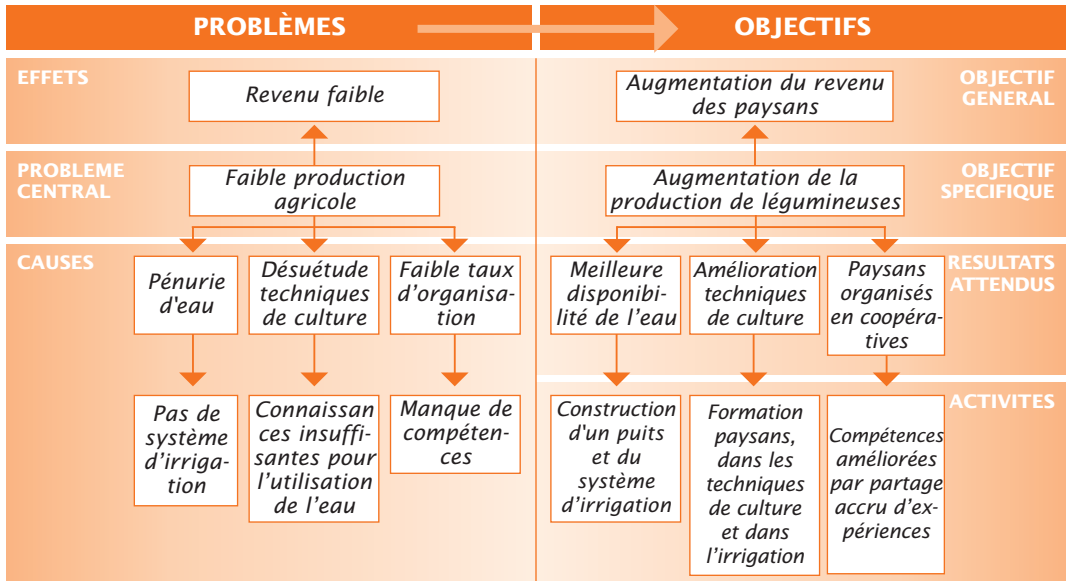 PROBLÈMES
OBJECTIFS
EFFETS
Revenu faible
Augmentation du revenu
des paysans
OBJECTIF
GENERAL
PROBLEME
CENTRAL
Faible production
agricole
Augmentation de la
production de légumineuses
OBJECTIF
SPECIFIQUE
CAUSES
Pénurie
d'eau
Désuétude
techniques
de culture
Faible taux
d'organisa-
tion
Meilleure
disponibi-
lité de l'eau
Amélioration
techniques
de culture
Paysans
organisés
en coopéra-
tives
RESULTATS
ATTENDUS
Pas de
système
d'irriga-
tion
Connaissan
ces insuffi-
santes pour
l'utilisation
de l'eau
Manque de
compéten-
ces
Construction
d'un puits
et du
système
d'irrigation
Formation
paysans,
dans les
techniques
de culture
et dans
l'irrigation
Compétences
améliorées
par partage
accru d'ex-
périences
ACTIVITES